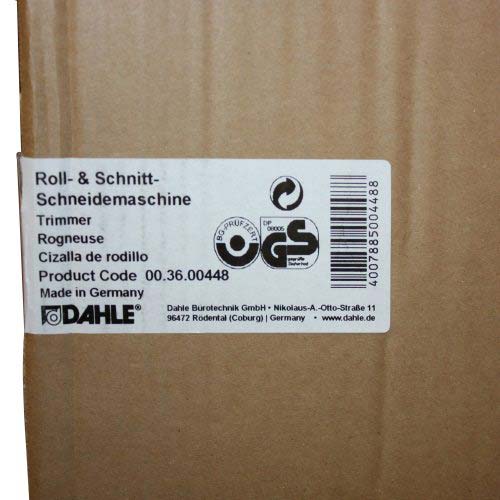 Roll- & Schnitt-
Schneidemaschine
Trimmer
Rogneuse
Cizalla de rodillo
Product Code 00.36.00448
Made in Germany
DAHLE®
BG-PRÜFZERT
DP
08005
GS
geprüfte
Sicherheit
4007885004488
Dahle Bürotechnik GmbH • Nikolaus-A.-Otto-Straße 11
96472 Rödental (Coburg) | Germany • www.dahle.de